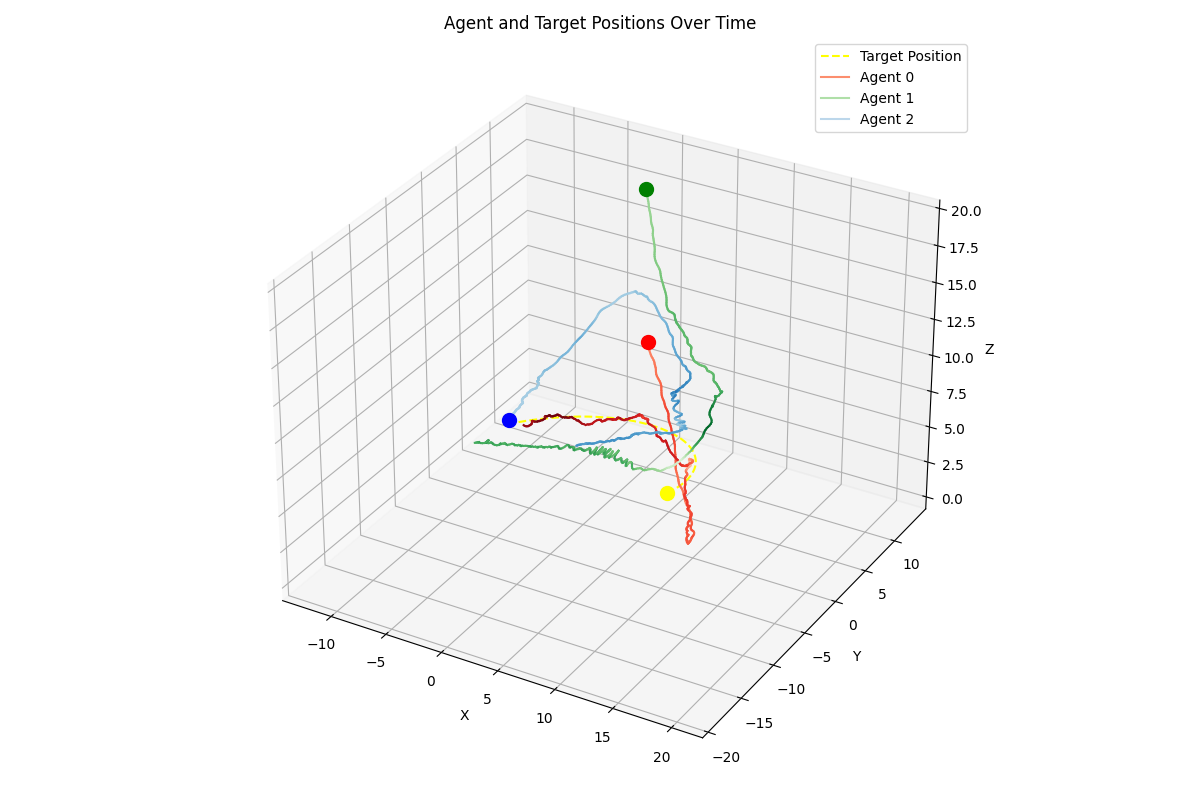 Agent and Target Positions Over Time
Target Position
Agent 0
Agent 1
Agent 2
20.0
17.5
15.0
12.5
10.0
7.5
5.0
2.5
0.0
Z
10
5
0
−5
−10
−15
−20
Y
−10
−5
0
5
10
15
20
X